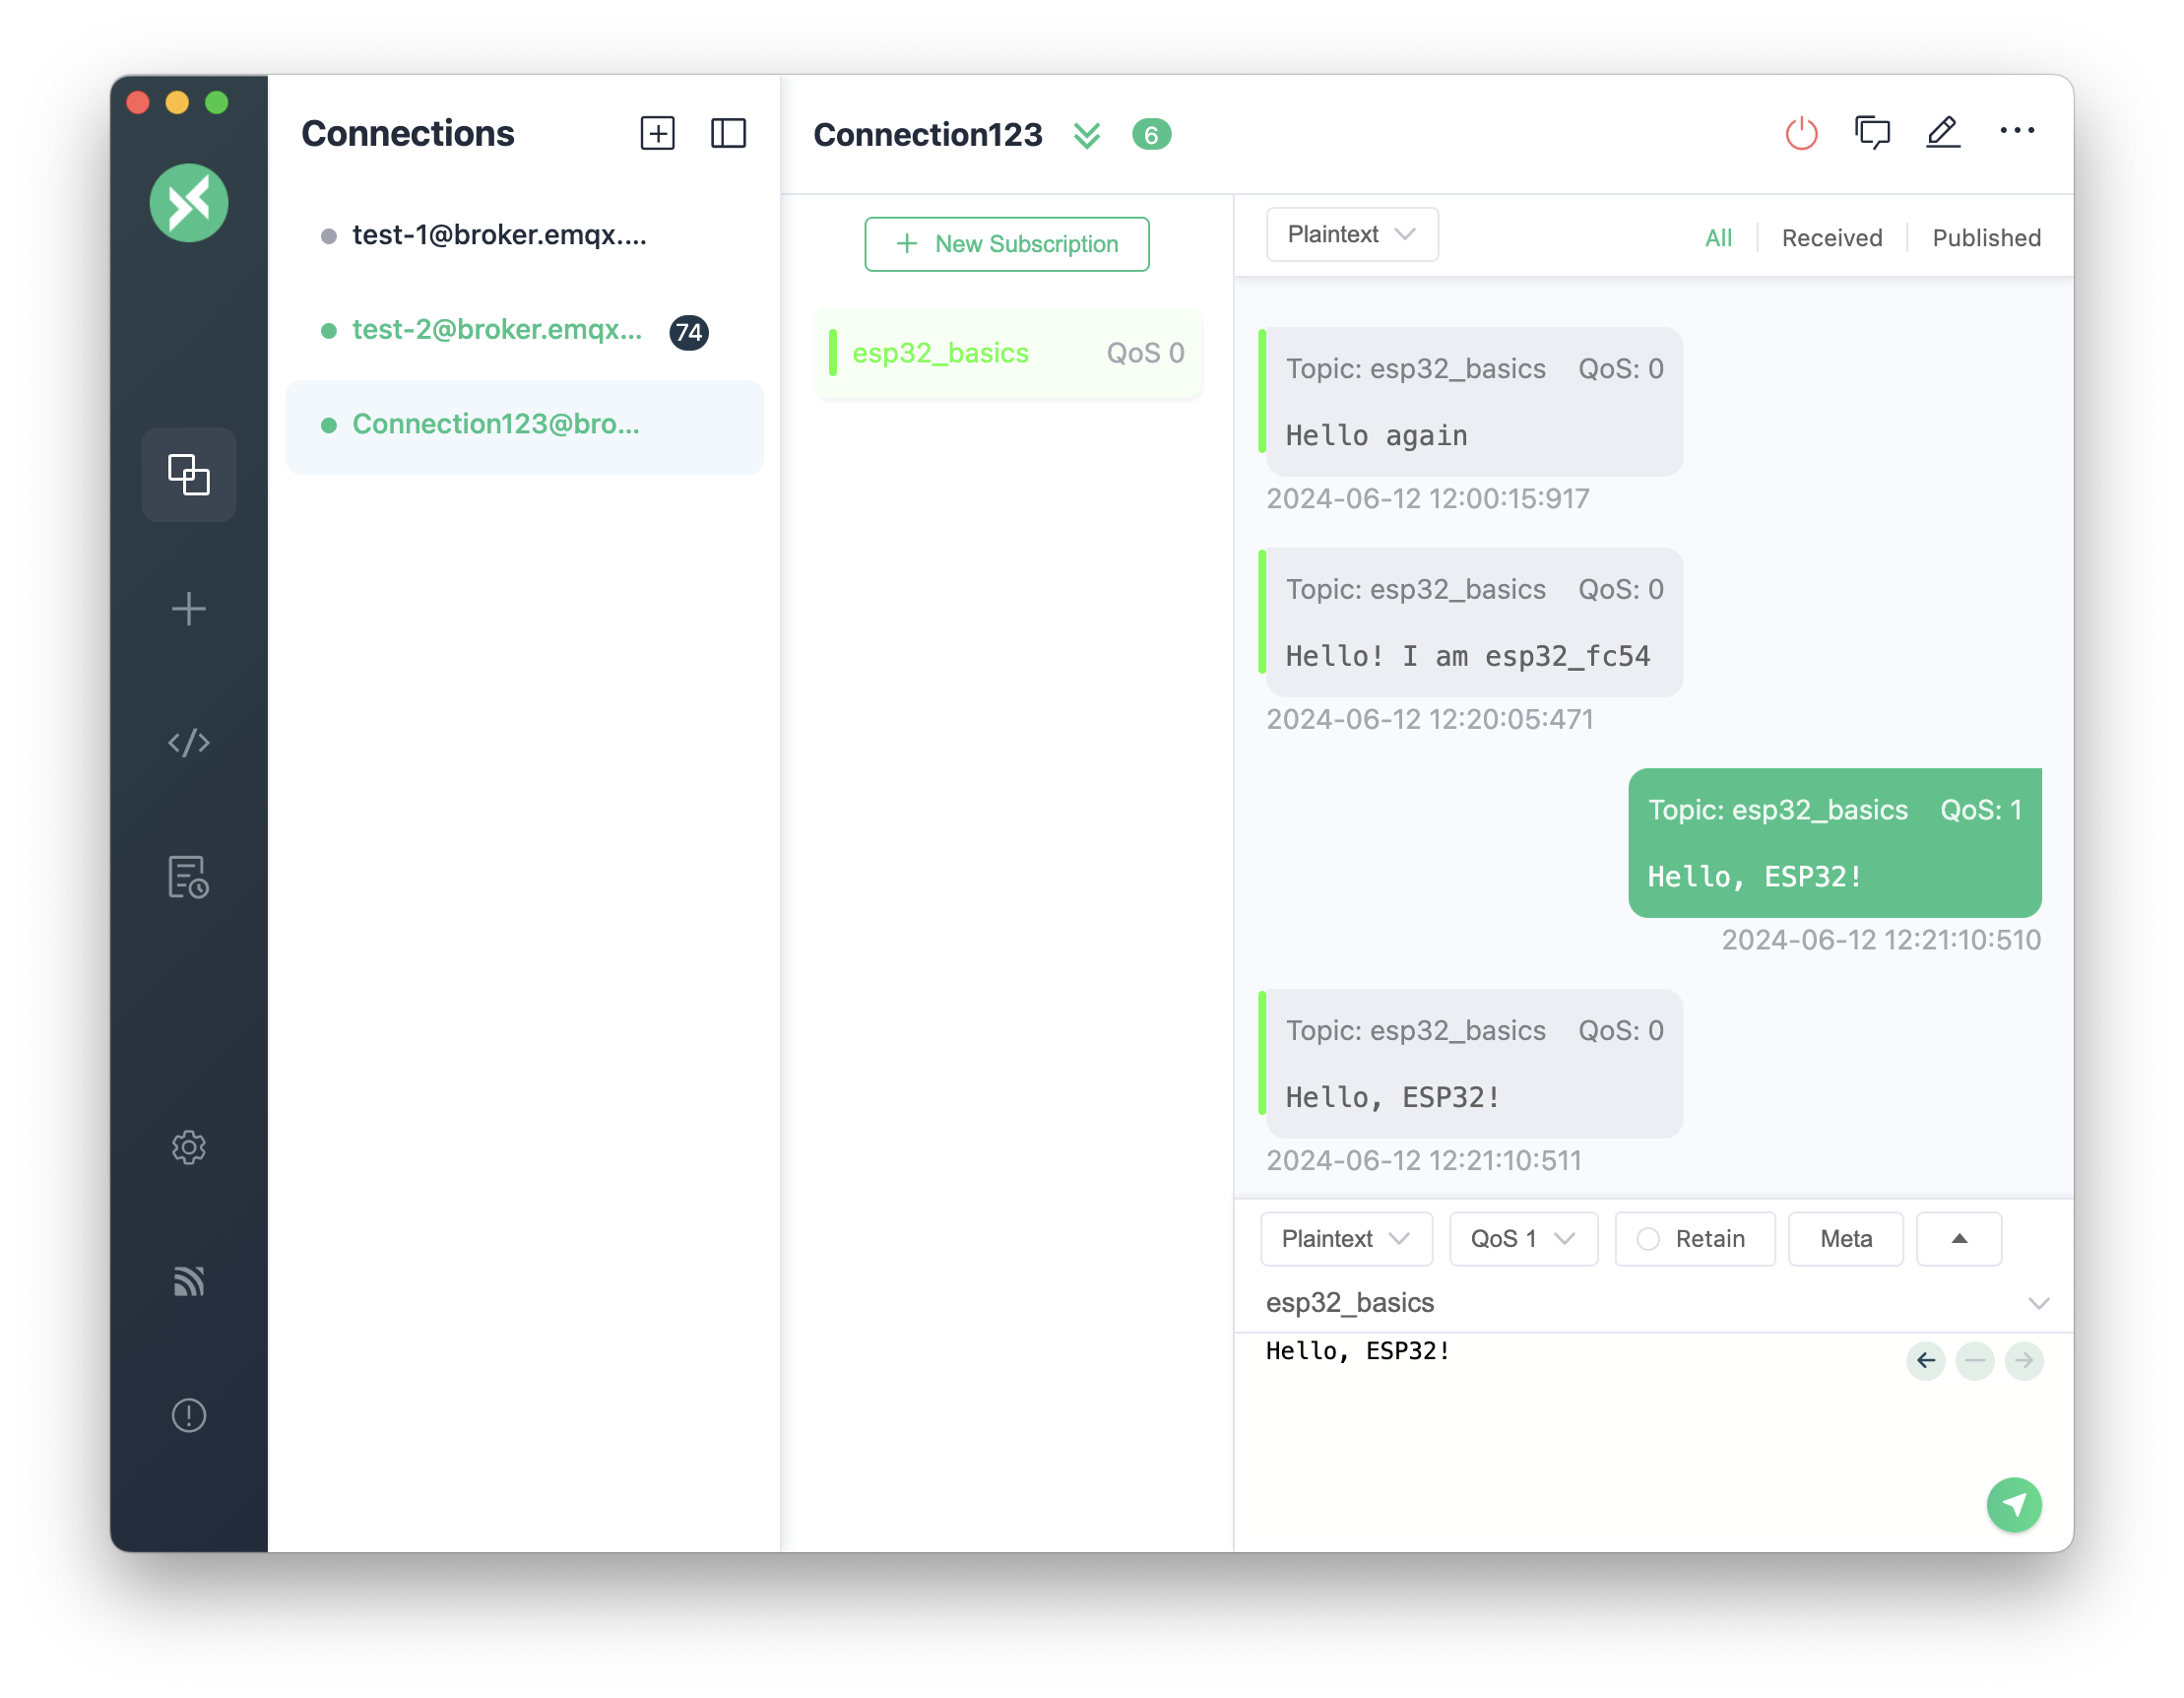 Connections
test-1@broker.emqx....
test-2@broker.emqx... 74
Connection123@bro...
Connection123 6
+ New Subscription
esp32_basics QoS 0
Plaintext All Received Published
Topic: esp32_basics QoS: 0
Hello again
2024-06-12 12:00:15:917
Topic: esp32_basics QoS: 0
Hello! I am esp32_fc54
2024-06-12 12:20:05:471
Topic: esp32_basics QoS: 1
Hello, ESP32!
2024-06-12 12:21:10:510
Topic: esp32_basics QoS: 0
Hello, ESP32!
2024-06-12 12:21:10:511
Plaintext QoS 1 Retain Meta
esp32_basics
Hello, ESP32!